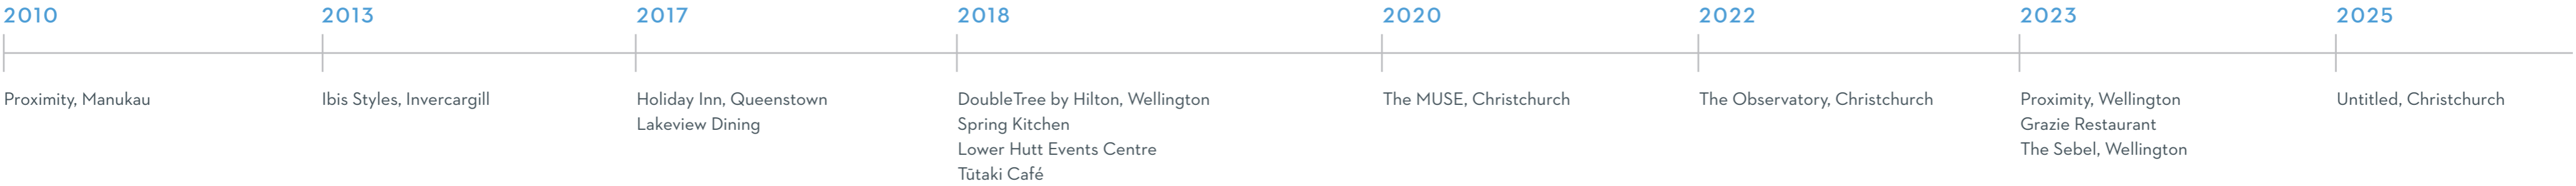 2010
Proximity, Manukau
2013
Ibis Styles, Invercargill
2017
Holiday Inn, Queenstown
Lakeview Dining
2018
DoubleTree by Hilton, Wellington
Spring Kitchen
Lower Hutt Events Centre
Tūtaki Café
2020
The MUSE, Christchurch
2022
The Observatory, Christchurch
2023
Proximity, Wellington
Grazie Restaurant
The Sebel, Wellington
2025
Untitled, Christchurch